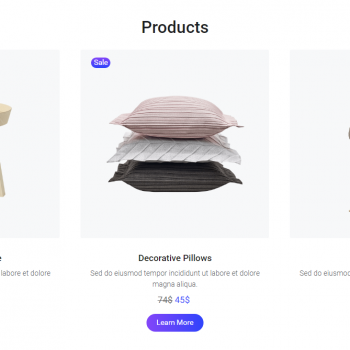 Products
Sale
e
Decorative Pillows
labore et dolore
Sed do eiusmod tempor incididunt ut labore et dolore
magna aliqua.
Sed do eiusmod
74$ 45$
Learn More